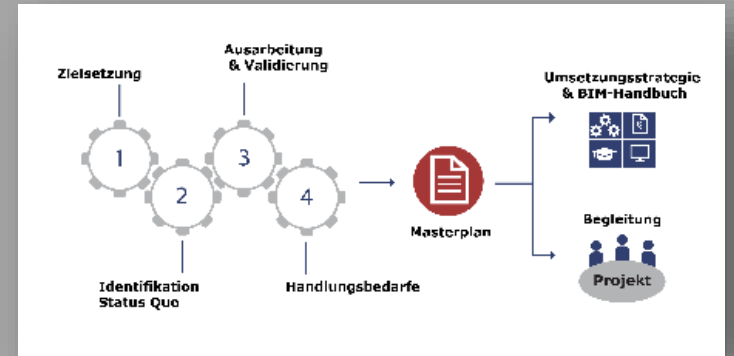 Zielsetzung
Ausarbeitung
& Validierung
1
2
3
4
Identifikation
Status Quo
Handlungsbedarfe
Masterplan
Umsetzungsstrategie
& BIM-Handbuch
Begleitung
Projekt